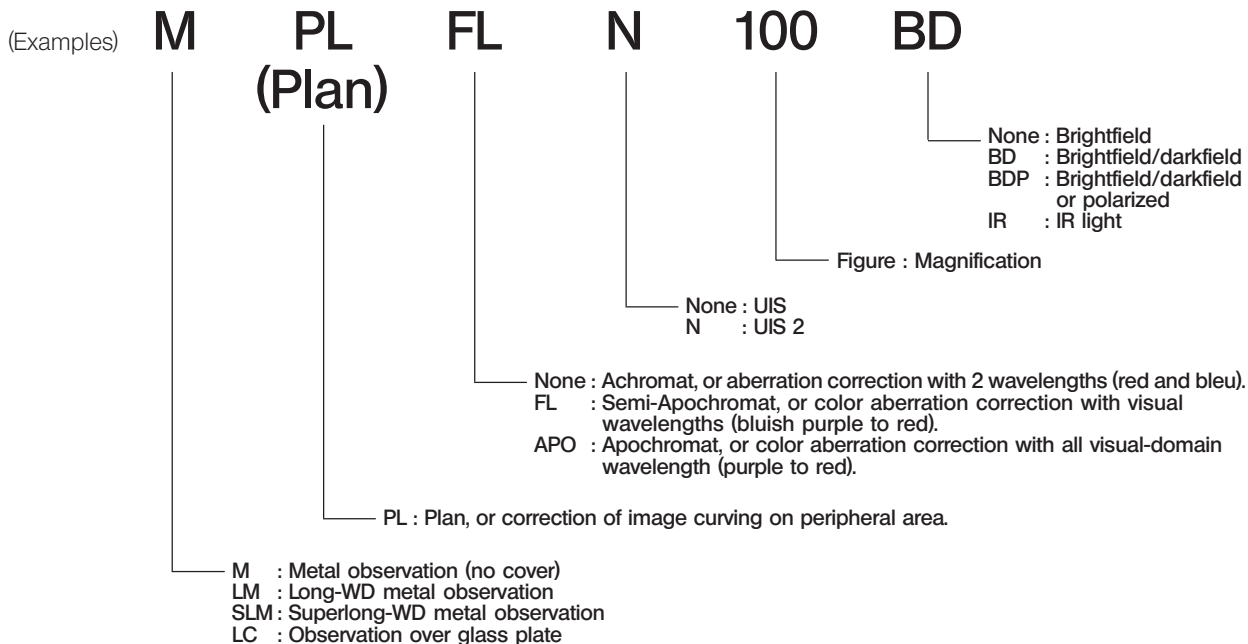 (Examples) M PL FL N 100 BD
(Plan)
None : Brightfield
BD : Brightfield/darkfield
BDP : Brightfield/darkfield
or polarized
IR : IR light
Figure : Magnification
None : UIS
N : UIS 2
None : Achromat, or aberration correction with 2 wavelengths (red and bleu).
FL : Semi-Apochromat, or color aberration correction with visual
wavelengths (bluish purple to red).
APO : Apochromat, or color aberration correction with all visual-domain
wavelength (purple to red).
PL : Plan, or correction of image curving on peripheral area.
M : Metal observation (no cover)
LM : Long-WD metal observation
SLM : Superlong-WD metal observation
LC : Observation over glass plate